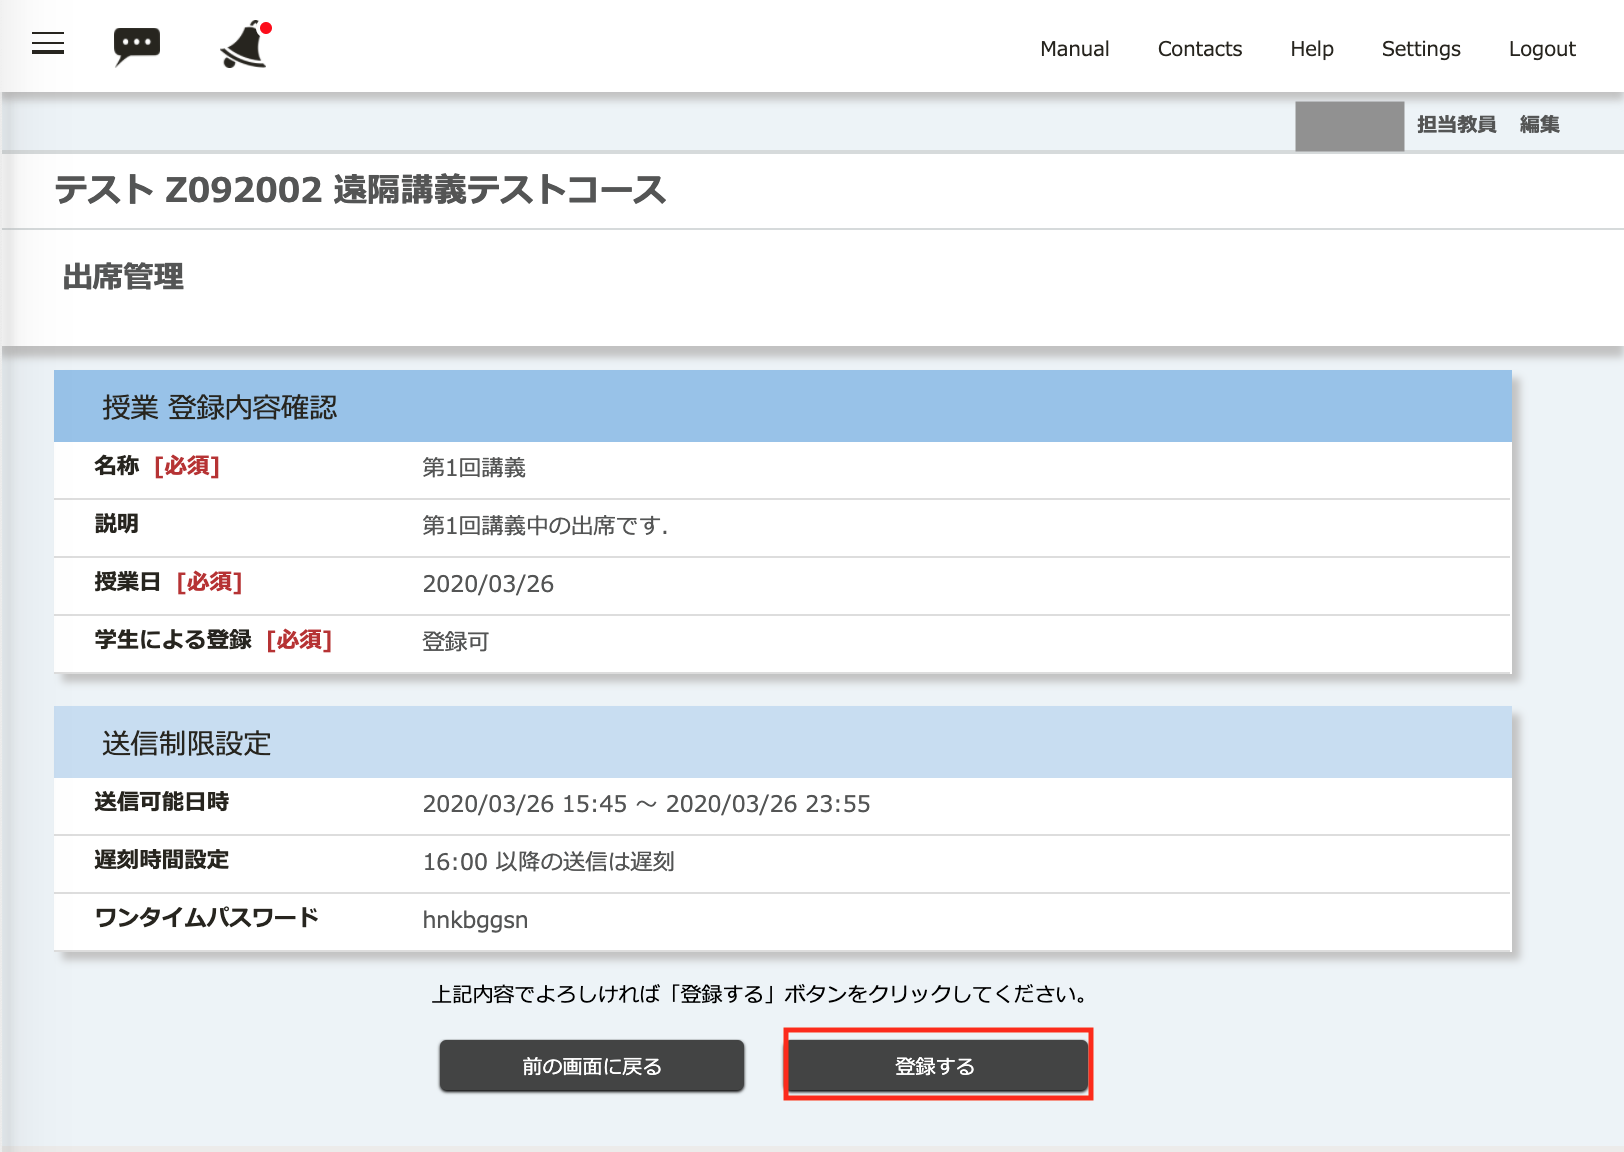 Manual Contacts Help Settings Logout
担当教員 編集
テスト Z092002 遠隔講義テストコース
出席管理
授業 登録内容確認
名称 [必須] 第1回講義
説明 第1回講義中の出席です.
授業日 [必須] 2020/03/26
学生による登録 [必須] 登録可
送信制限設定
送信可能日時 2020/03/26 15:45 ～ 2020/03/26 23:55
遅刻時間設定 16:00 以降の送信は遅刻
ワンタイムパスワード hnkbggsn
上記内容でよろしければ「登録する」ボタンをクリックしてください。
前の画面に戻る 登録する